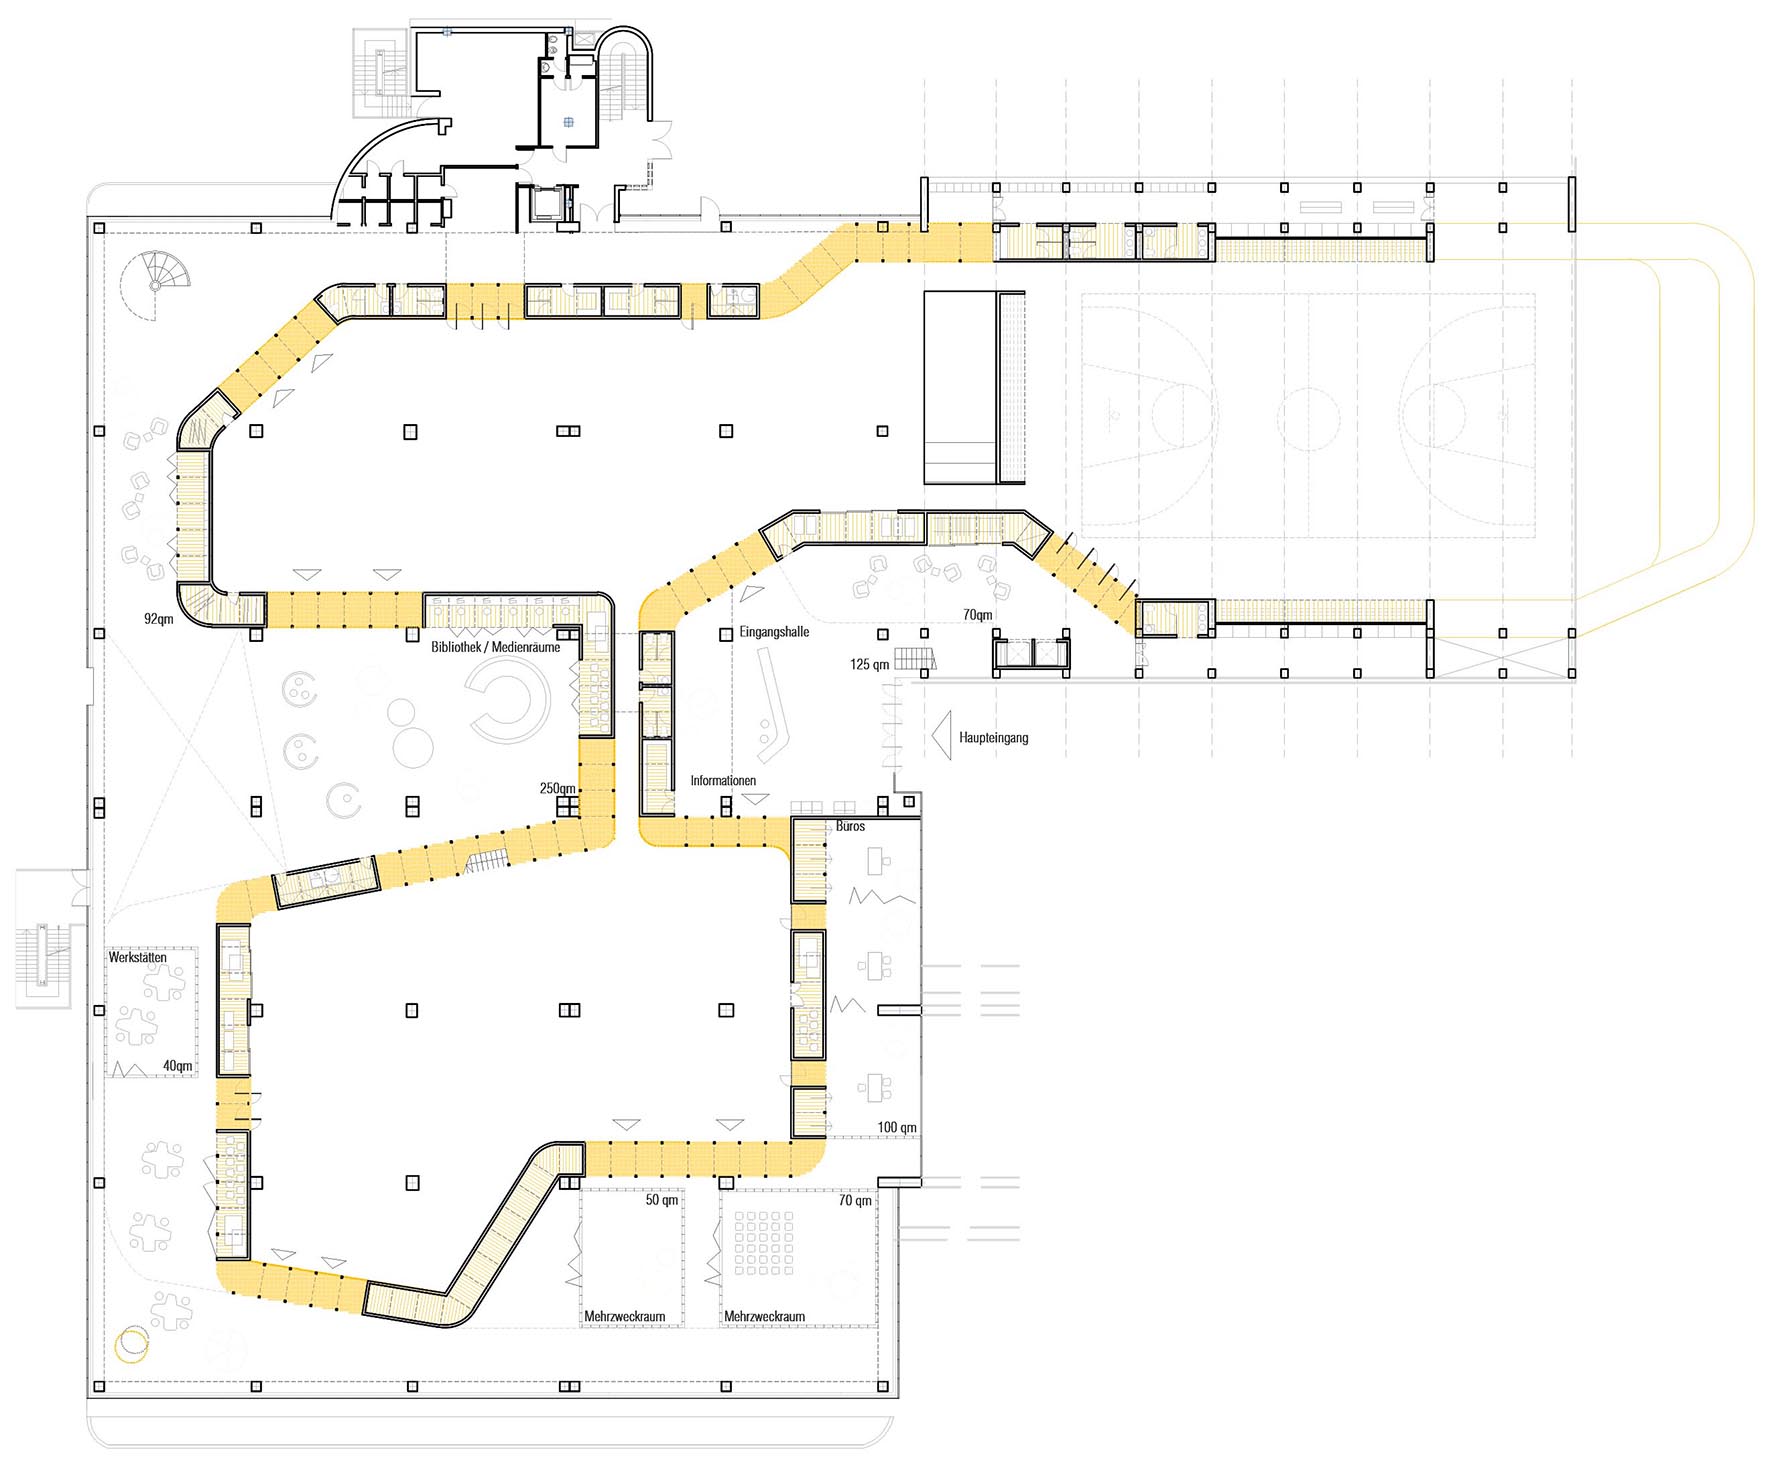 92qm
Bibliothek / Medienräume
Eingangshalle
70qm
125 qm
Haupteingang
Informationen
250qm
Büros
Werkstätten
40qm
100 qm
50 qm
70 qm
Mehrzweckraum
Mehrzweckraum